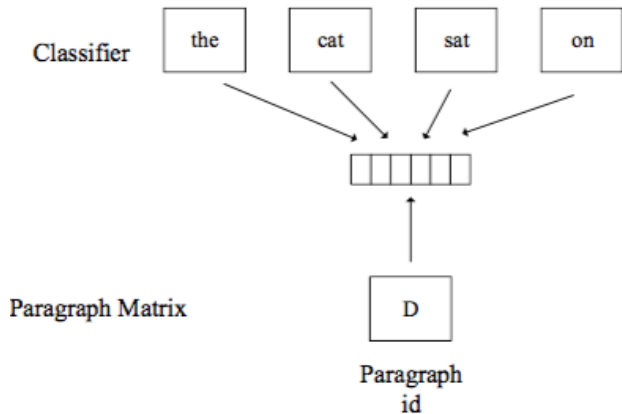 the cat sat on
Classifier
Paragraph Matrix
D
Paragraph
id